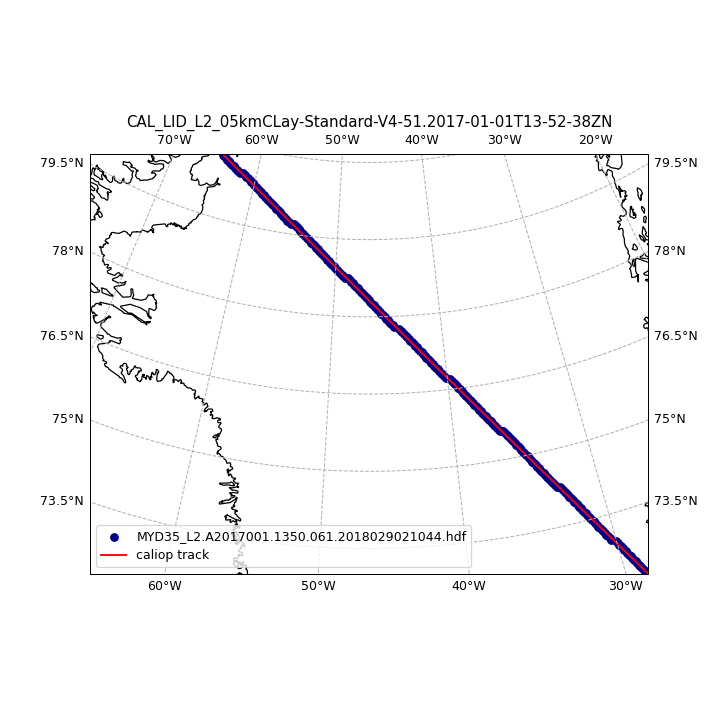 CAL_LID_L2_05kmCLay-Standard-V4-51.2017-01-01T13-52-38ZN
70°W 60°W 50°W 40°W 30°W 20°W
79.5°N 79.5°N
78°N 78°N
76.5°N 76.5°N
75°N 75°N
73.5°N 73.5°N
MYD35_L2.A2017001.1350.061.2018029021044.hdf
caliop track
60°W 50°W 40°W 30°W